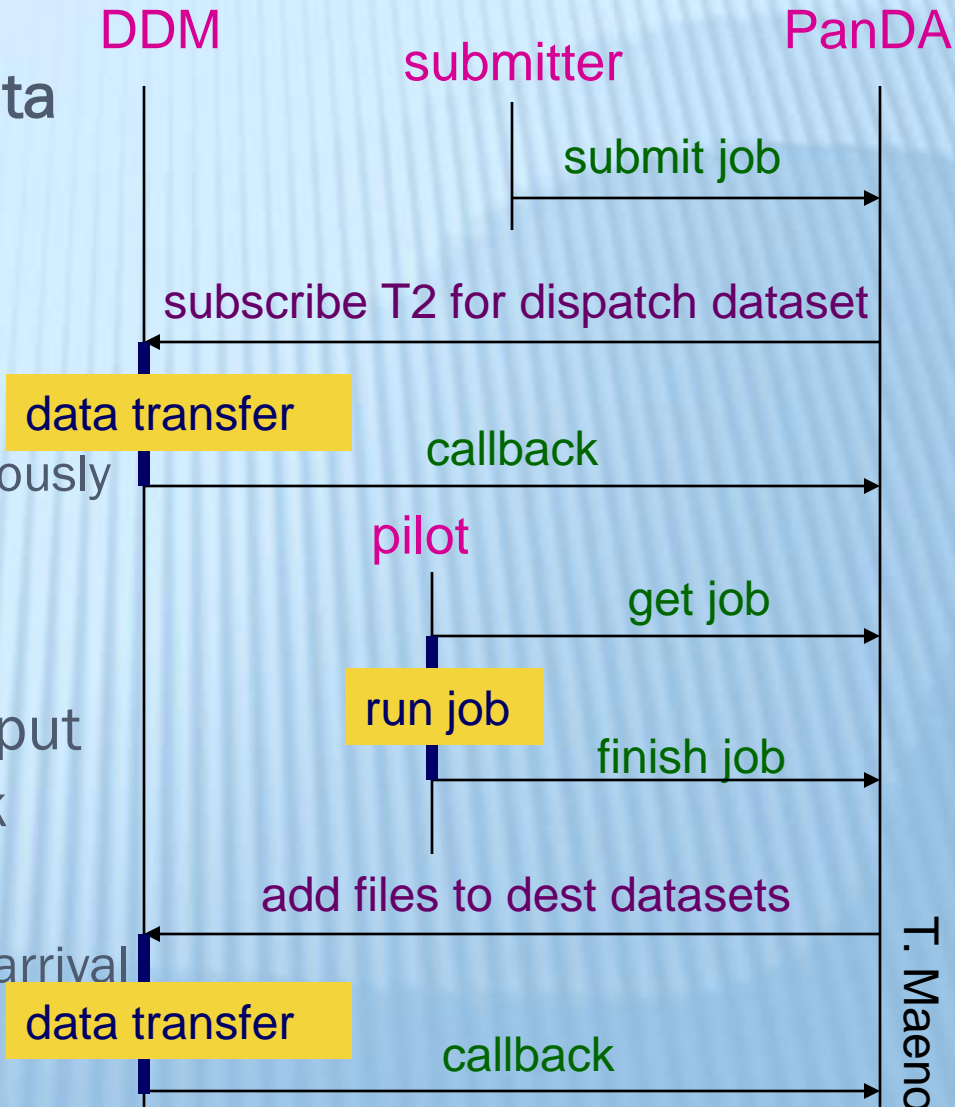 DDM
submitter
PanDA
ta
submit job
subscribe T2 for dispatch dataset
data transfer
callback
ously
pilot
get job
run job
put
finish job
k
add files to dest datasets
arrival
data transfer
callback
T. Maeno